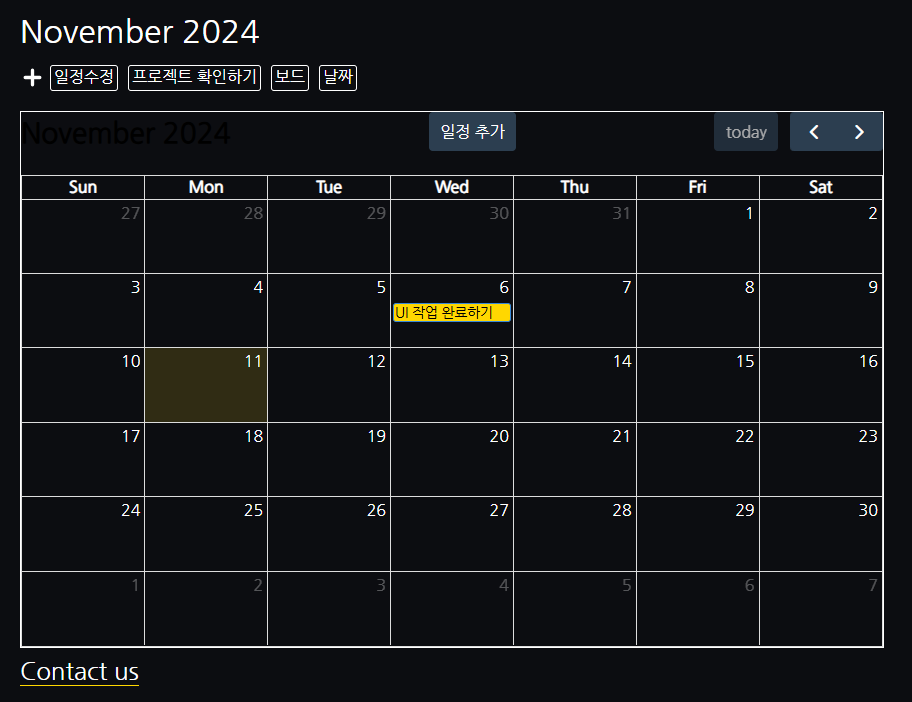 November 2024
일정수정 프로젝트 확인하기 보드 날짜
November 2024 일정 추가 today
Sun Mon Tue Wed Thu Fri Sat
27 28 29 30 31 1 2
3 4 5 6 7 8 9
UI 작업 완료하기
10 11 12 13 14 15 16
17 18 19 20 21 22 23
24 25 26 27 28 29 30
1 2 3 4 5 6 7
Contact us